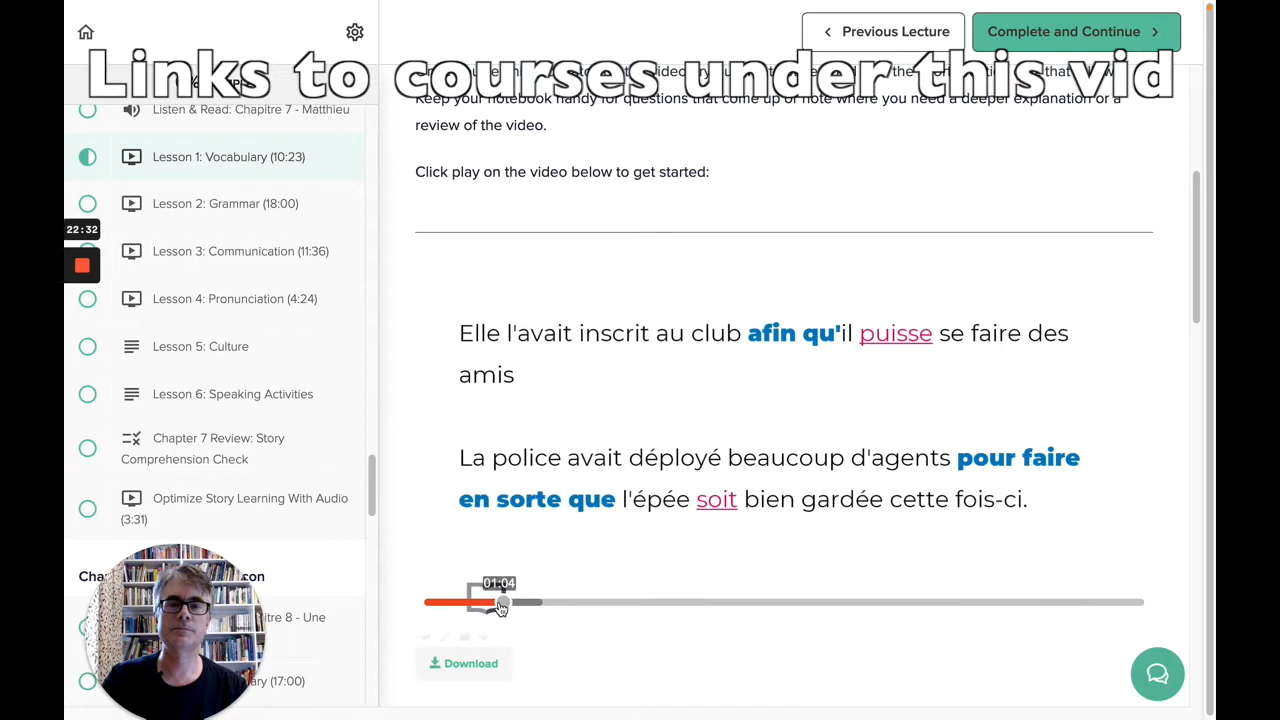 Previous Lecture
Complete and Continue
Links to courses under this vid
Listen & Read: Chapitre 7 - Matthieu
Lesson 1: Vocabulary (10:23)
Lesson 2: Grammar (18:00)
22:32
Lesson 3: Communication (11:36)
Lesson 4: Pronunciation (4:24)
Lesson 5: Culture
Lesson 6: Speaking Activities
Chapter 7 Review: Story
Comprehension Check
Optimize Story Learning With Audio
(3:31)
Keep your notebook handy for questions that come up or note where you need a deeper explanation or a
review of the video.
Click play on the video below to get started:
Elle l'avait inscrit au club afin qu'il puisse se faire des
amis
La police avait déployé beaucoup d'agents pour faire
en sorte que l'épée soit bien gardée cette fois-ci.
01:04
Download
(17:00)